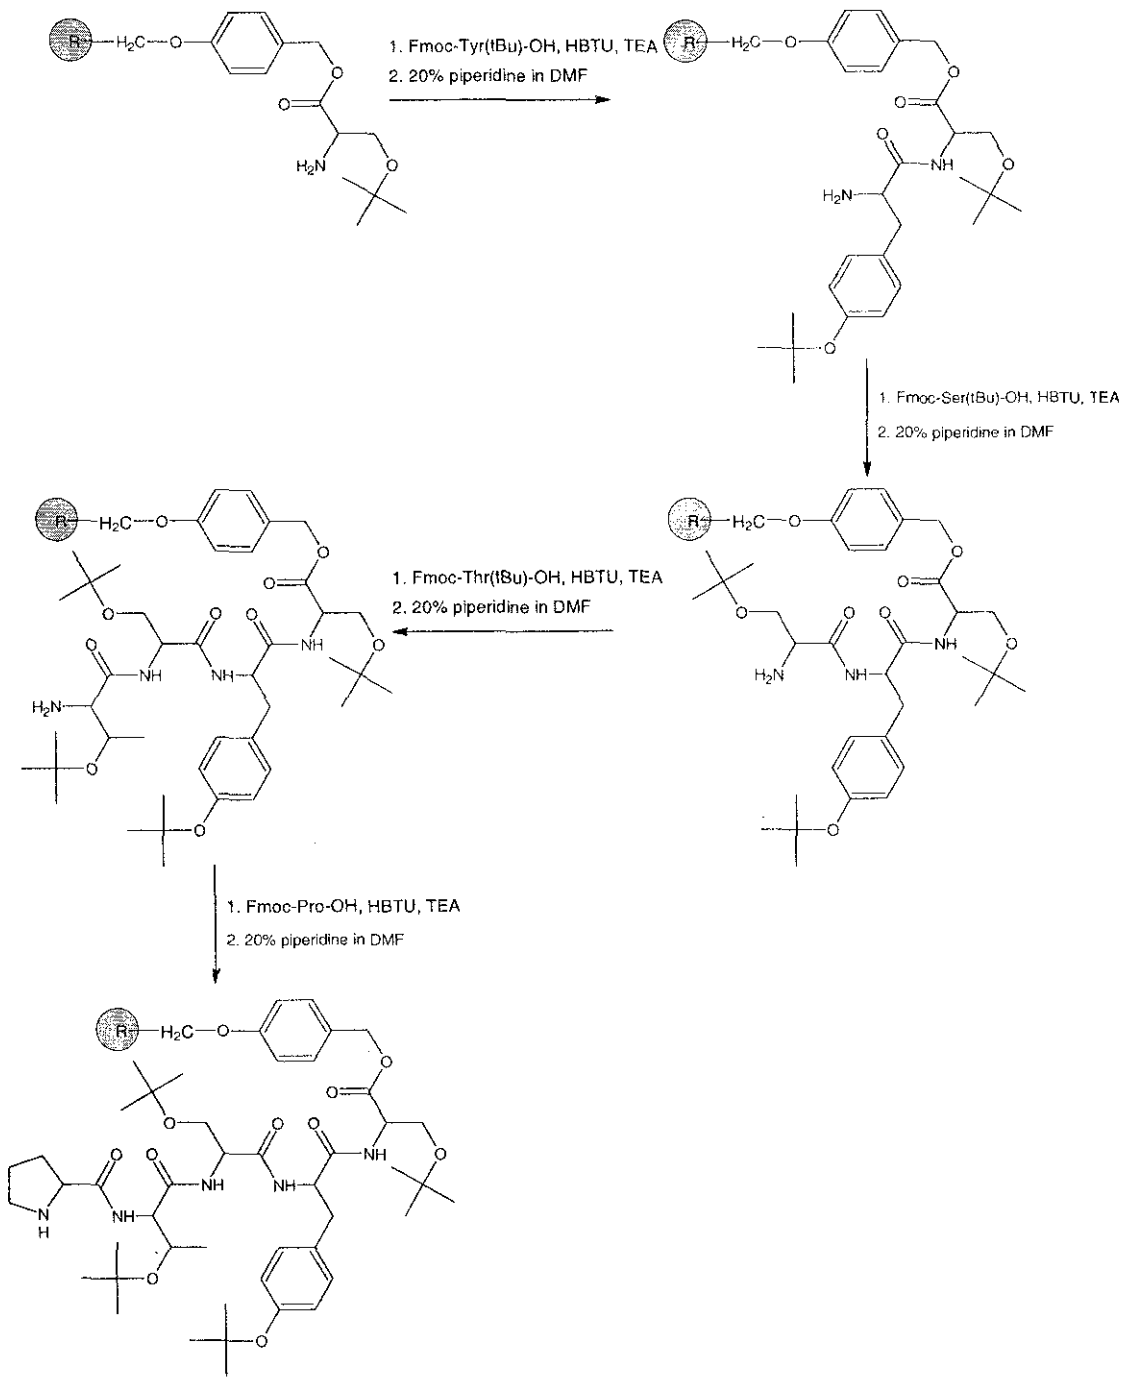 R H₂C O
O
O
H₂N O
1. Fmoc-Tyr(tBu)-OH, HBTU, TEA
2. 20% piperidine in DMF
R H₂C O
O
O
O
NH O
H₂N
O
1. Fmoc-Ser(tBu)-OH, HBTU, TEA
2. 20% piperidine in DMF
R H₂C O
O
O
O O O
NH O
H₂N NH
O
1. Fmoc-Thr(tBu)-OH, HBTU, TEA
2. 20% piperidine in DMF
R H₂C O
O
O
O O O
O NH O
NH NH
H₂N
O
O
1. Fmoc-Pro-OH, HBTU, TEA
2. 20% piperidine in DMF
R H₂C O
O
O
O O O
O O NH O
NH NH
N NH
H
O
O